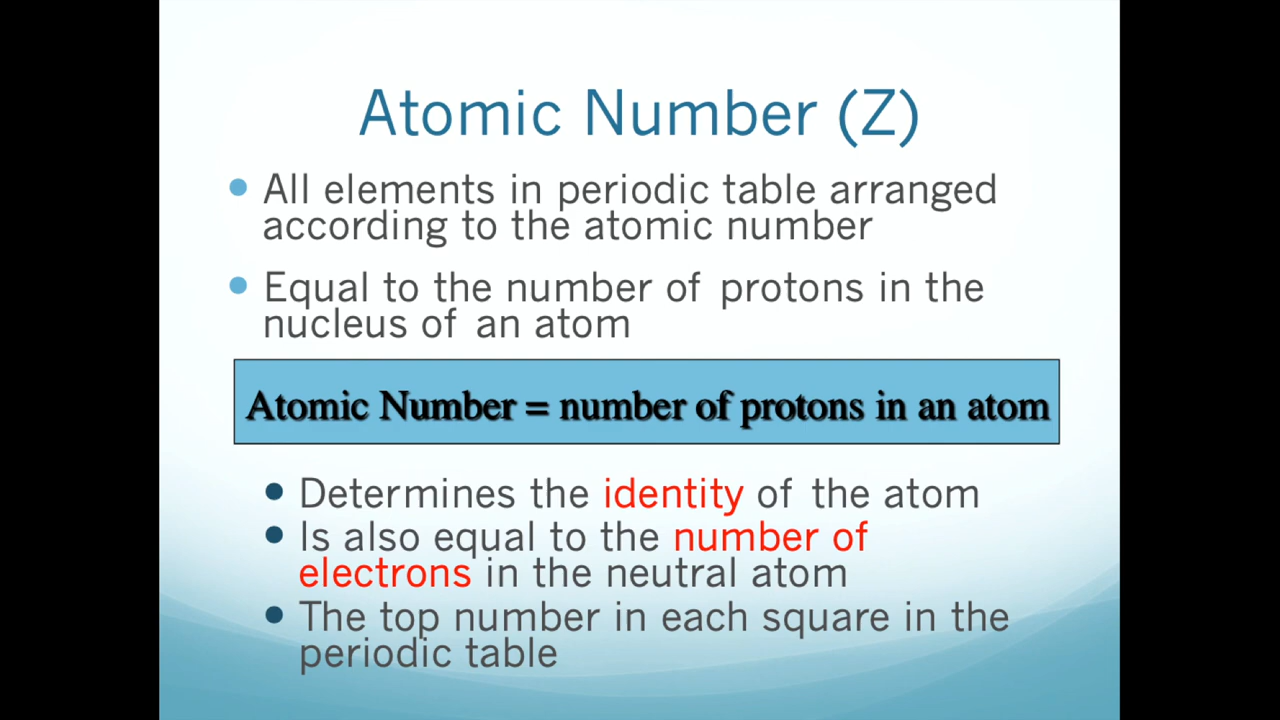 Atomic Number (Z)
All elements in periodic table arranged
according to the atomic number
Equal to the number of protons in the
nucleus of an atom
Atomic Number = number of protons in an atom
Determines the identity of the atom
Is also equal to the number of
electrons in the neutral atom
The top number in each square in the
periodic table